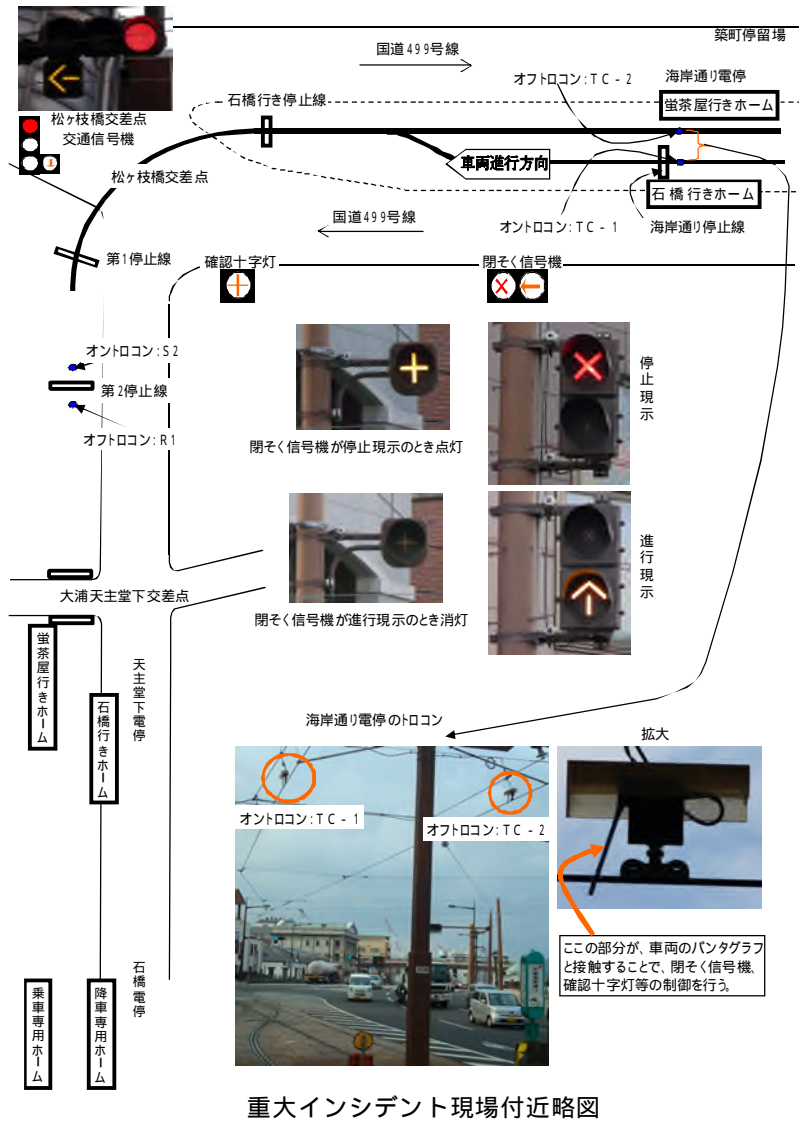 築町停留場
国道499号線
オフトロコン:TC-2
海岸通り電停
石橋行き停止線
蛍茶屋行きホーム
松ヶ枝橋交差点
交通信号機
車両進行方向
松ヶ枝橋交差点
石橋行きホーム
国道499号線
オントロコン:TC-1
海岸通り停止線
第1停止線
確認十字灯
閉そく信号機
オントロコン:S2
第2停止線
オフトロコン:R1
停止現示
閉そく信号機が停止現示のとき点灯
進行現示
大浦天主堂下交差点
閉そく信号機が進行現示のとき消灯
蛍茶屋行きホーム
天主堂下電停
石橋行きホーム
海岸通り電停のトロコン
拡大
オントロコン:TC-1
オフトロコン:TC-2
ここの部分が、車両のパンタグラフ
と接触することで、閉そく信号機、
確認十字灯等の制御を行う。
石橋電停
乗車専用ホーム
降車専用ホーム
重大インシデント現場付近略図